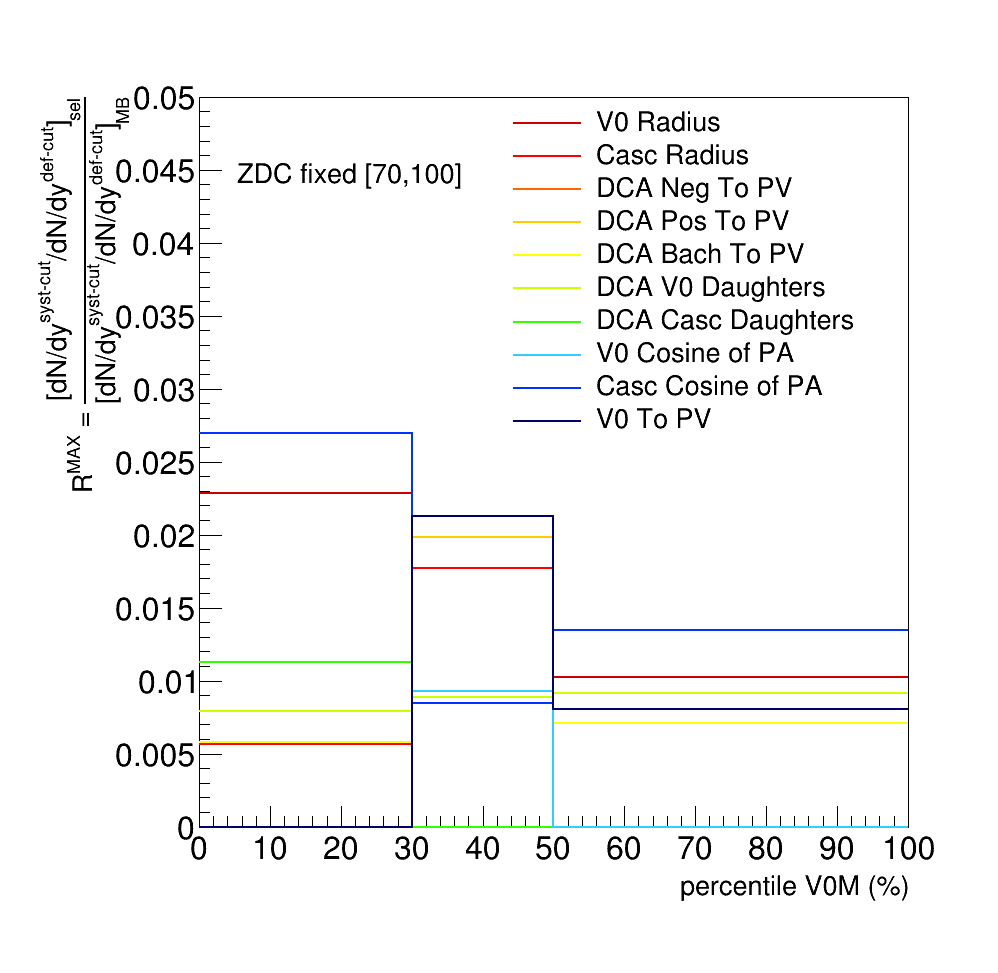 R^MAX = [dN/dy^syst-cut/dN/dy^def-cut]_sel
[dN/dy^syst-cut/dN/dy^def-cut]_MB
0.05
0.045
0.04
0.035
0.03
0.025
0.02
0.015
0.01
0.005
0
ZDC fixed [70,100]
V0 Radius
Casc Radius
DCA Neg To PV
DCA Pos To PV
DCA Bach To PV
DCA V0 Daughters
DCA Casc Daughters
V0 Cosine of PA
Casc Cosine of PA
V0 To PV
0 10 20 30 40 50 60 70 80 90 100
percentile V0M (%)